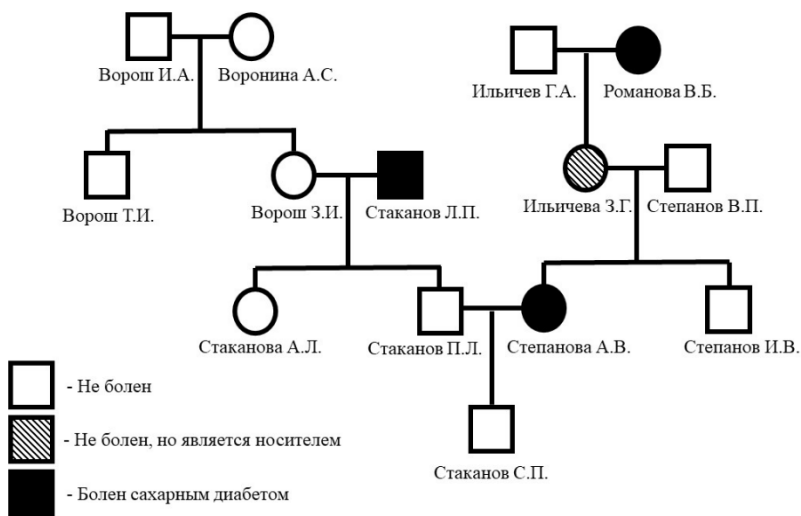 Ворош И.А. Воронина А.С.
Ильичев Г.А. Романова В.Б.
Ворош Т.И. Ворош З.И. Стаканов Л.П.
Ильичева З.Г. Степанов В.П.
Стаканова А.Л. Стаканов П.Л. Степанова А.В. Степанов И.В.
- Не болен
- Не болен, но является носителем
Стаканов С.П.
- Болен сахарным диабетом